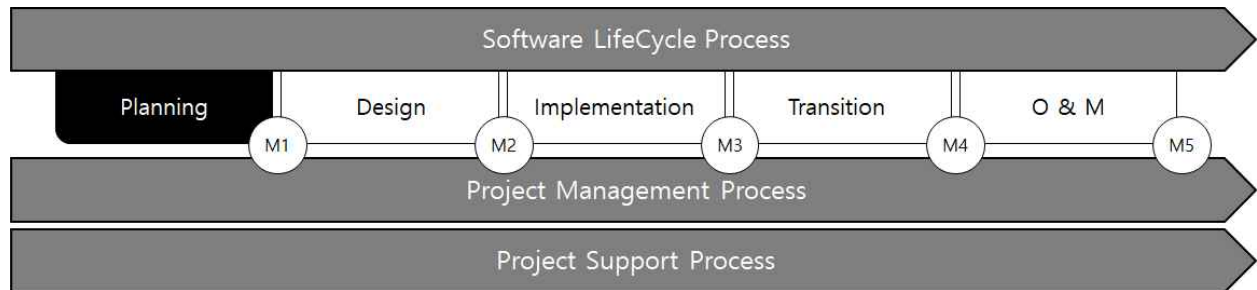 Software LifeCycle Process
Planning
Design
Implementation
Transition
O & M
M1
M2
M3
M4
M5
Project Management Process
Project Support Process